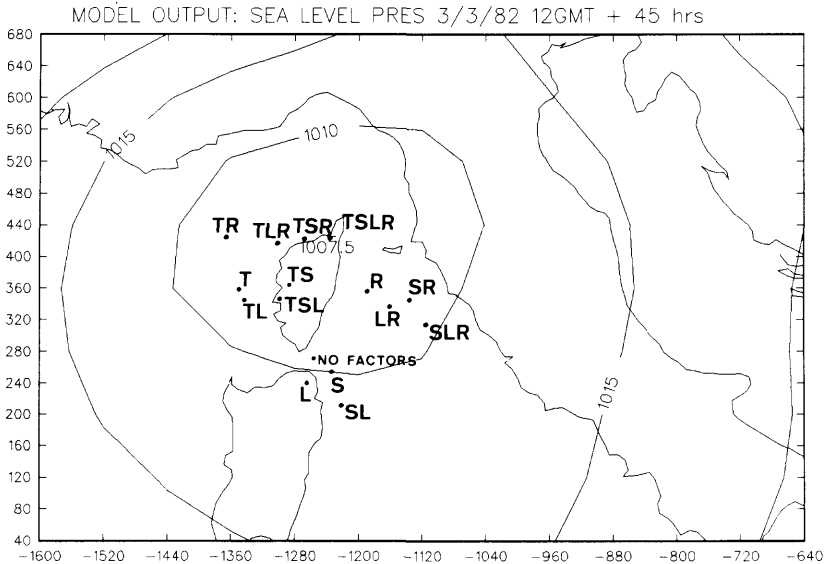 MODEL OUTPUT: SEA LEVEL PRES 3/3/82 12GMT + 45 hrs
680
640
600
560
520
480
440
400
360
320
280
240
200
160
120
80
40
1015
1010
TR
TLR
TSR
TSLR
1007.5
T
TS
R
SR
TL
TSL
LR
SLR
NO FACTORS
L
S
SL
1015
-1600 -1520 -1440 -1360 -1280 -1200 -1120 -1040 -960 -880 -800 -720 -640